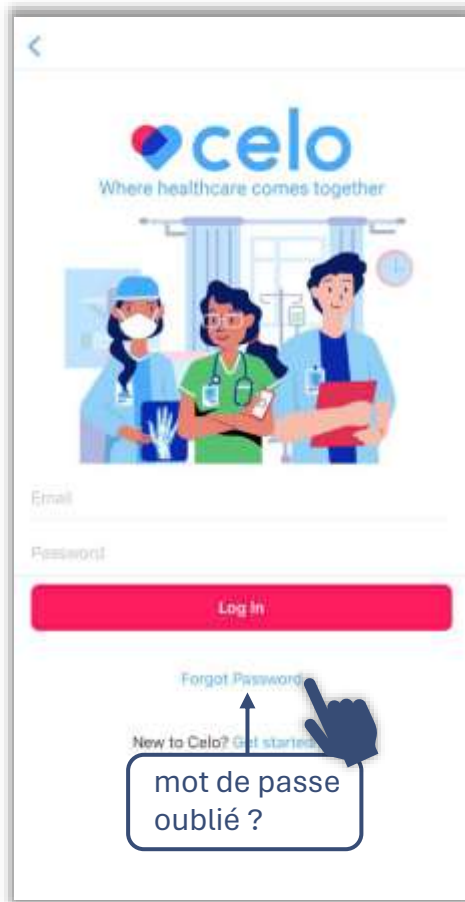 celo
Where healthcare comes together
Email
Password
Log In
Forgot Password
New to Celo? Get started
mot de passe
oublié ?